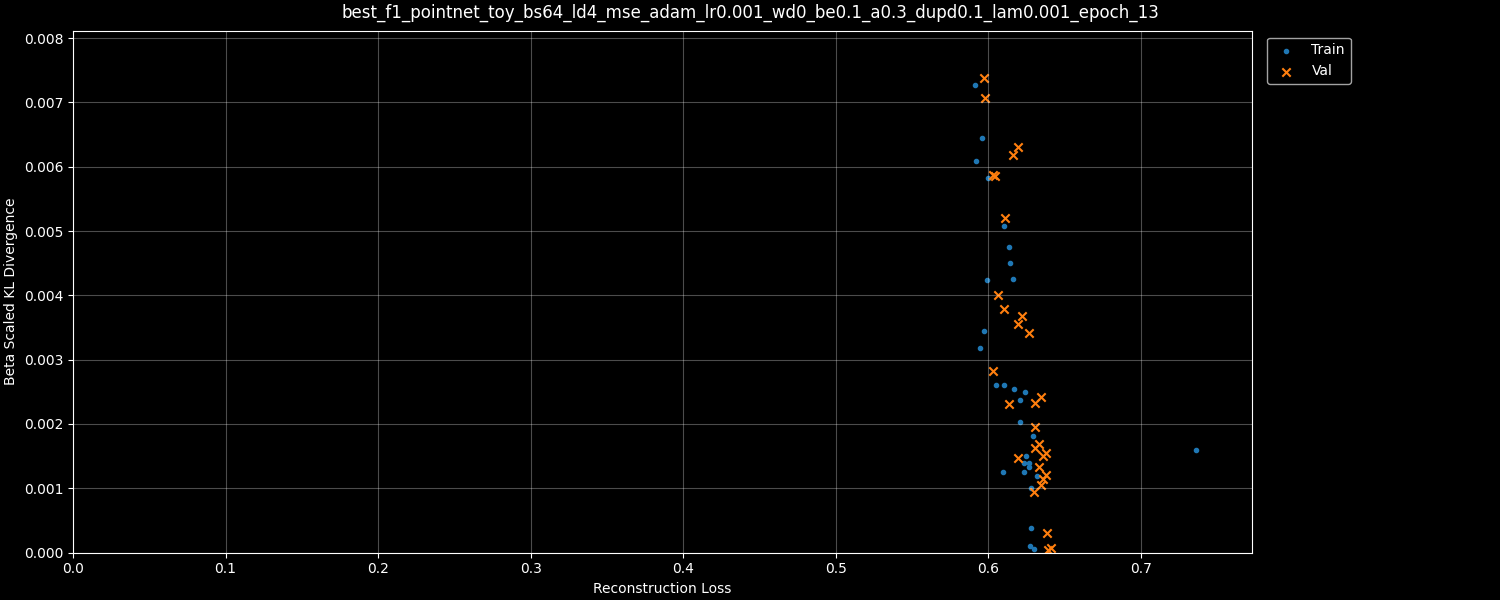 best_f1_pointnet_toy_bs64_ld4_mse_adam_lr0.001_wd0_be0.1_a0.3_dupd0.1_lam0.001_epoch_13
Train
Val
Beta Scaled KL Divergence
0.008
0.007
0.006
0.005
0.004
0.003
0.002
0.001
0.000
0.0 0.1 0.2 0.3 0.4 0.5 0.6 0.7
Reconstruction Loss